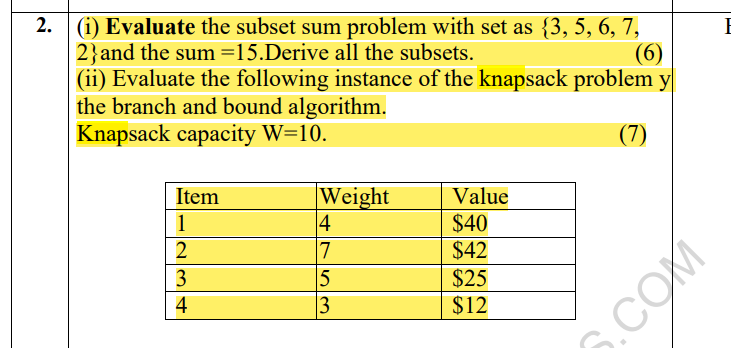 2. (i) Evaluate the subset sum problem with set as {3, 5, 6, 7,
2}and the sum =15.Derive all the subsets. (6)
(ii) Evaluate the following instance of the knapsack problem y
the branch and bound algorithm.
Knapsack capacity W=10. (7)
Item Weight Value
1 4 $40
2 7 $42
3 5 $25
4 3 $12
S.COM